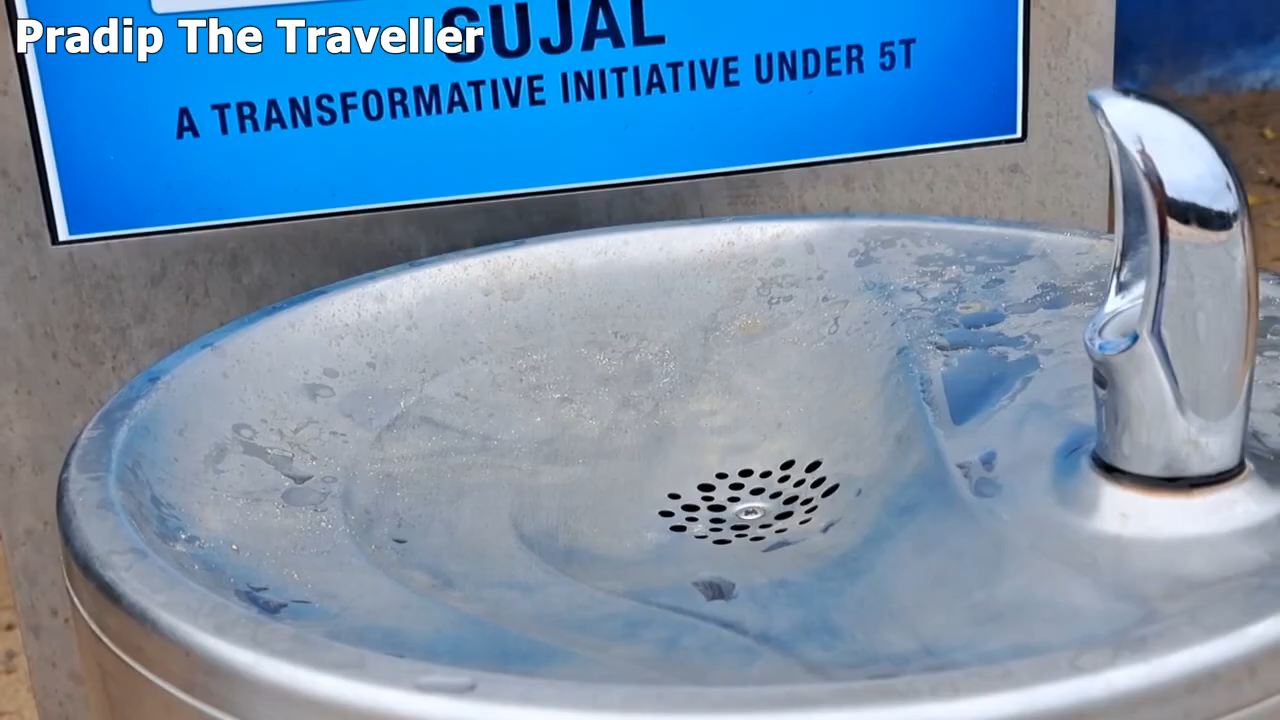 Pradip The Traveller
SUJAL
A TRANSFORMATIVE INITIATIVE UNDER 5T